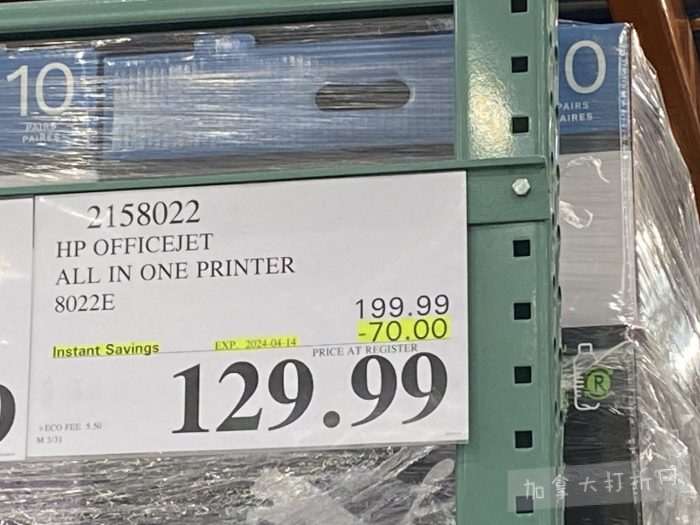 10
PAIRS
PAIRES
0
PAIRS
AIRES
2158022
HP OFFICEJET
ALL IN ONE PRINTER
8022E
199.99
-70.00
Instant Savings
EXP. 2024-04-14
PRICE AT REGISTER
129.99
+ECO FEE 5.50
M 3/31
R
加拿大打折网